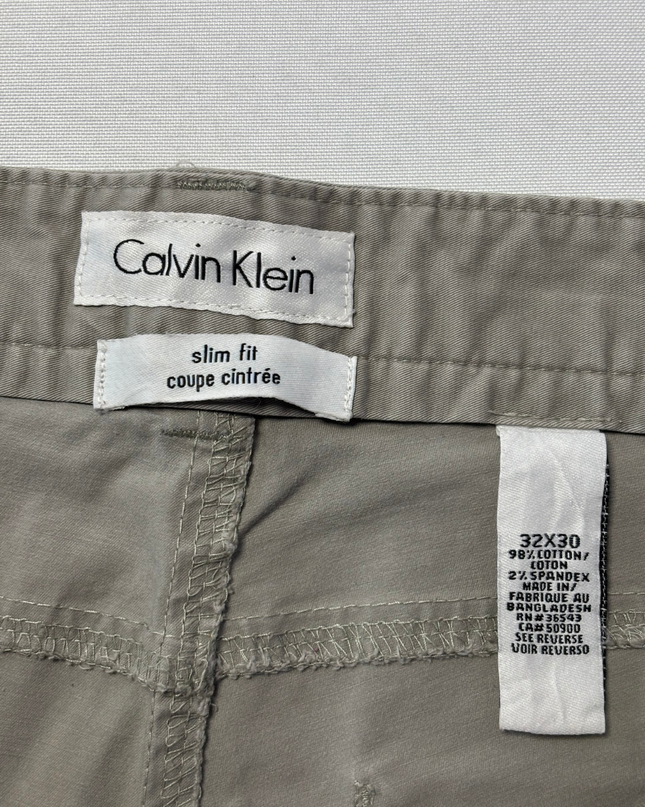 Calvin Klein
slim fit
coupe cintrée
32X30
98% COTTON/
COTON
2% SPANDEX
MADE IN/
FABRIQUE AU
BANGLADESH
RN#36543
CA#50900
SEE REVERSE
VOIR REVERSO